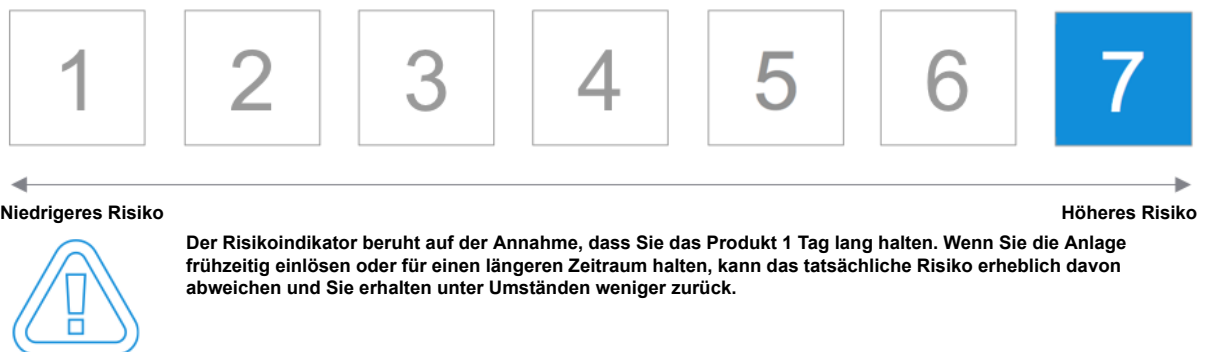 1 2 3 4 5 6 7
Niedrigeres Risiko Höheres Risiko
Der Risikoindikator beruht auf der Annahme, dass Sie das Produkt 1 Tag lang halten. Wenn Sie die Anlage
frühzeitig einlösen oder für einen längeren Zeitraum halten, kann das tatsächliche Risiko erheblich davon
abweichen und Sie erhalten unter Umständen weniger zurück.